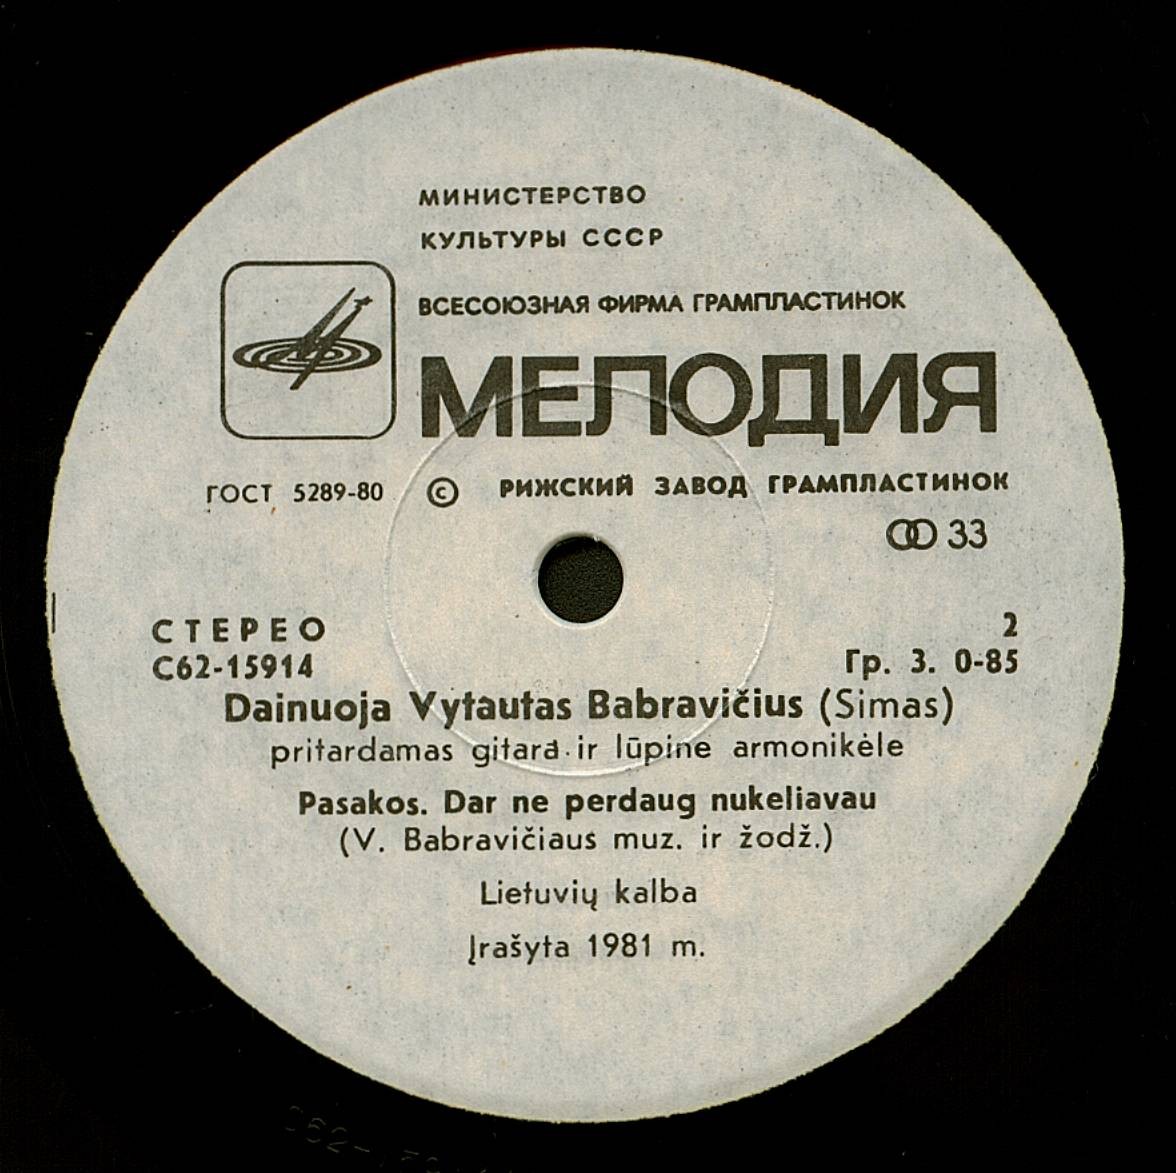 МИНИСТЕРСТВО
КУЛЬТУРЫ СССР
ВСЕСОЮЗНАЯ ФИРМА ГРАМПЛАСТИНОК
МЕЛОДИЯ
ГОСТ 5289-80 © РИЖСКИЙ ЗАВОД ГРАМПЛАСТИНОК
33
СТЕРЕО 2
С62-15914 Гр. 3. 0-85
Dainuoja Vytautas Babravičius (Simas)
pritardamas gitara ir lūpine armonikėle
Pasakos. Dar ne perdaug nukeliavau
(V. Babravičiaus muz. ir žodž.)
Lietuvių kalba
Įrašyta 1981 m.